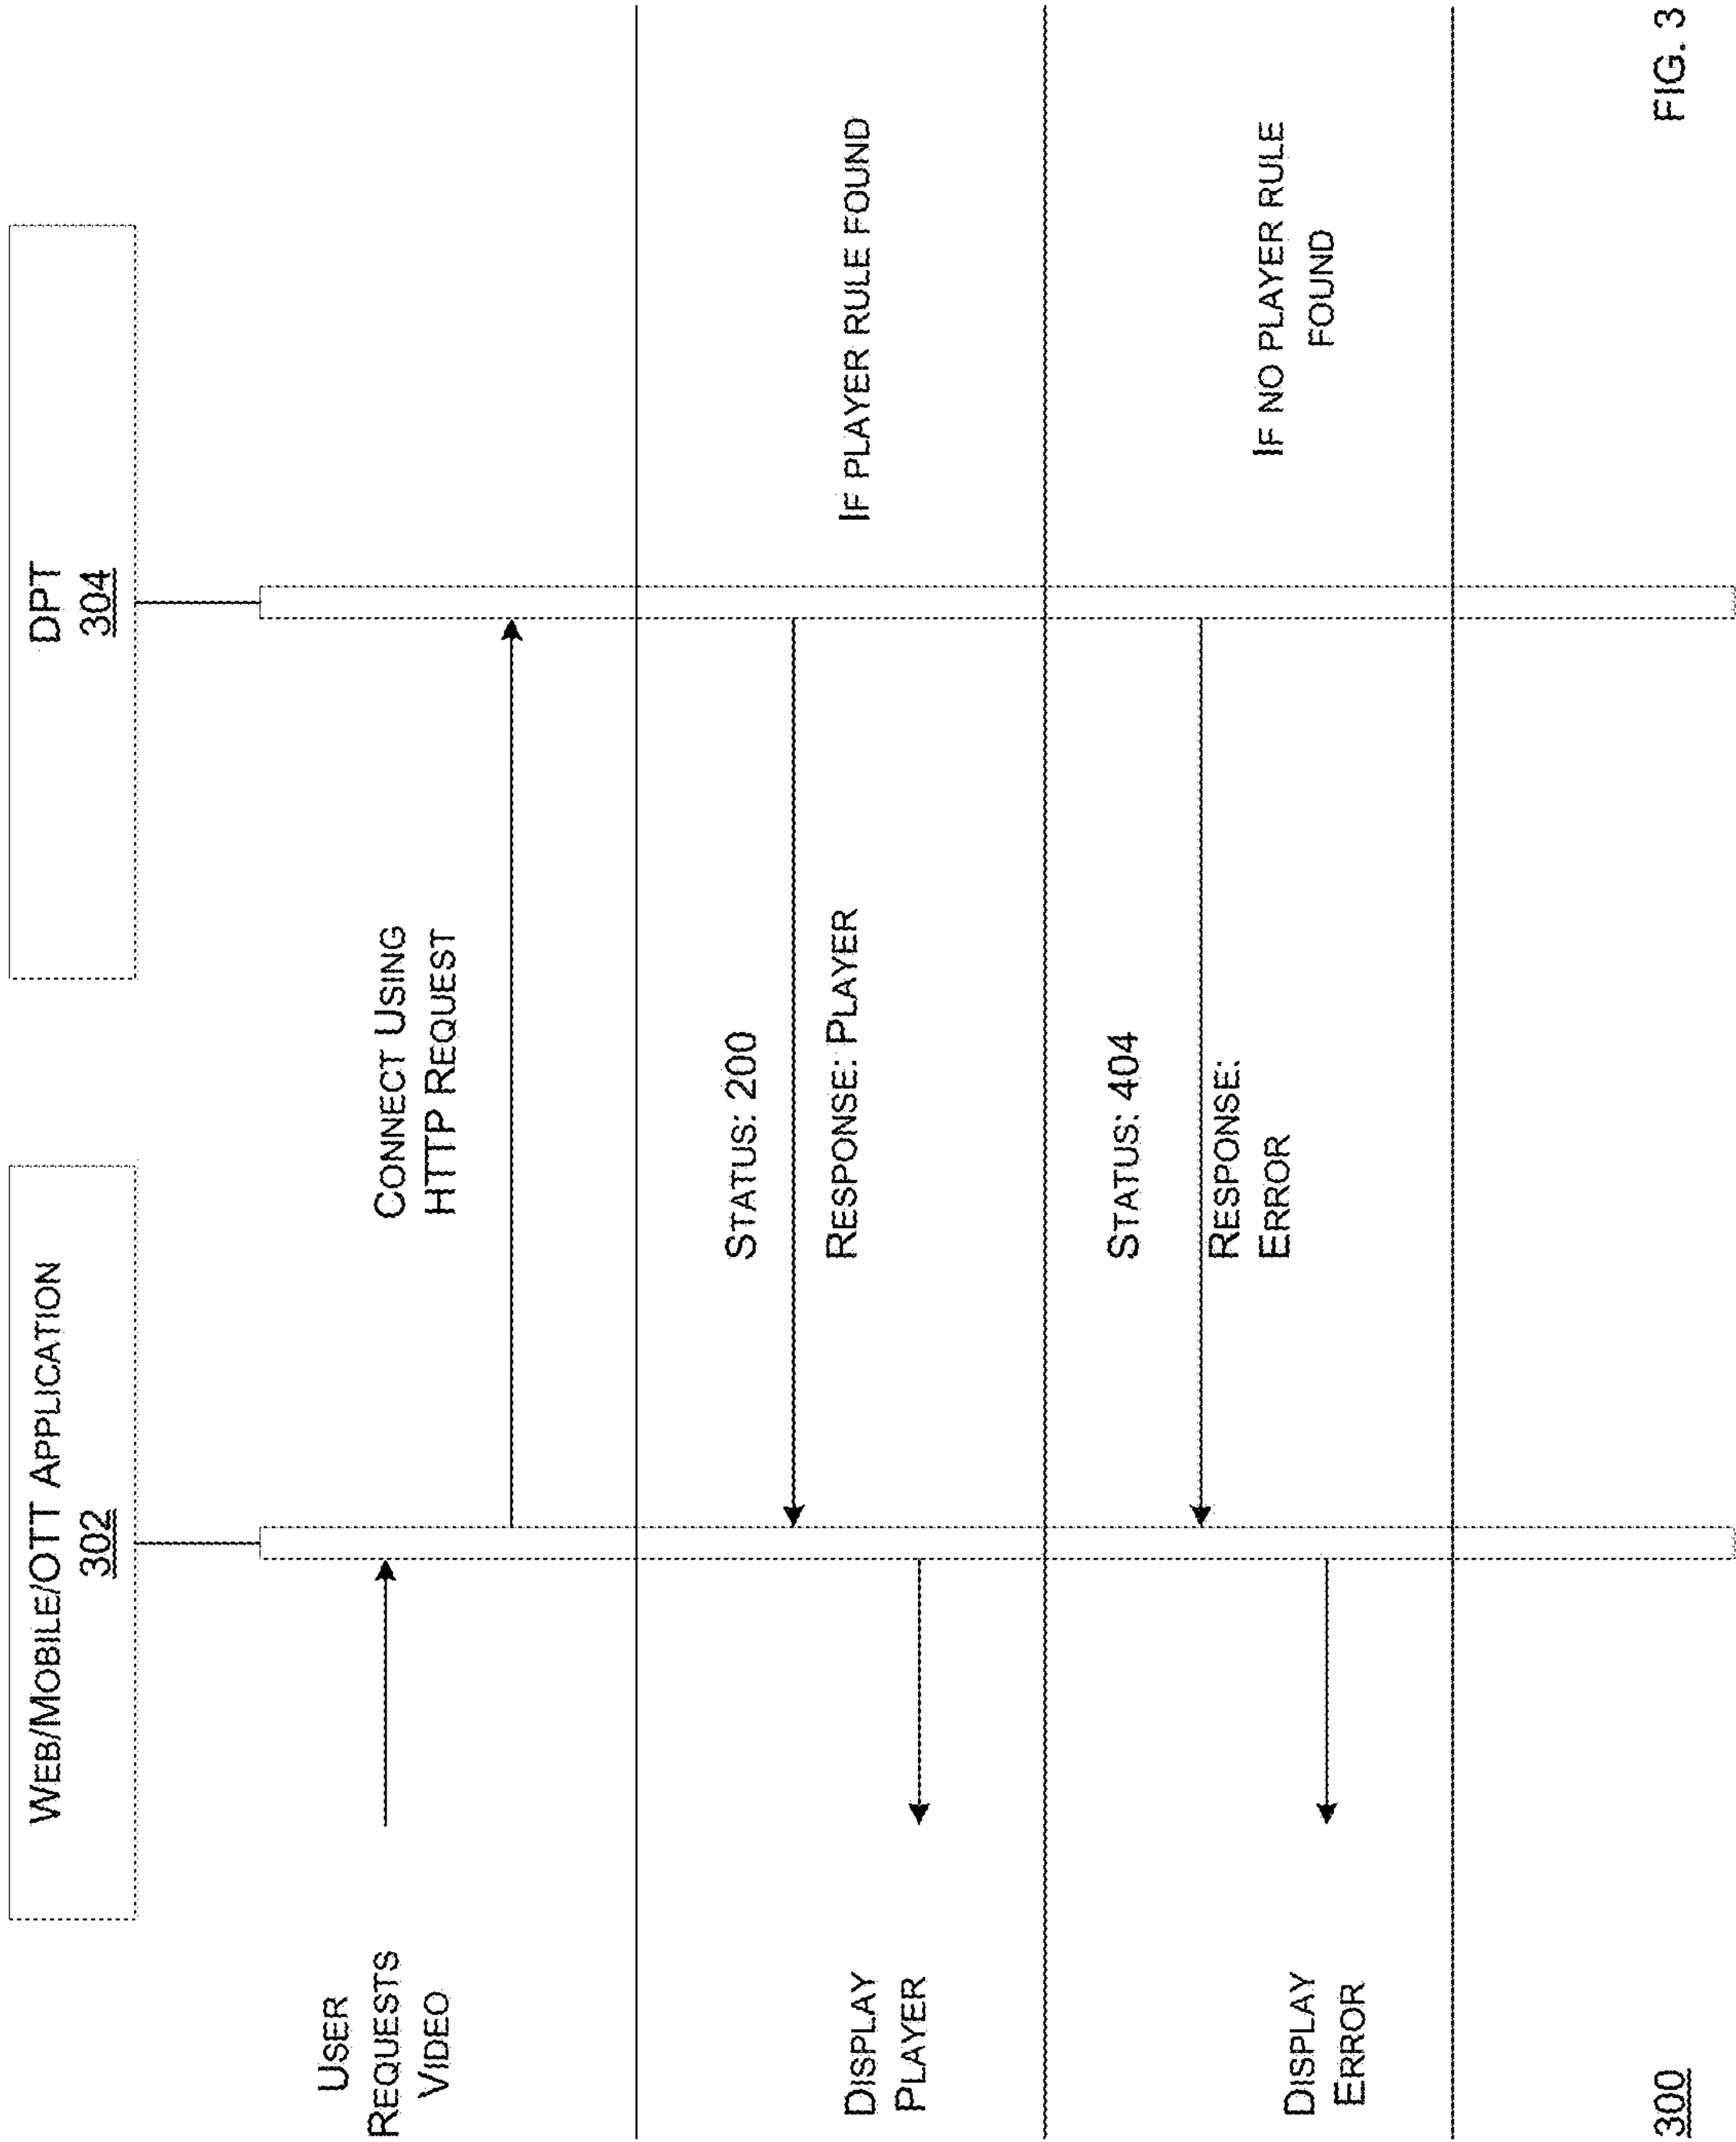 WEB/MOBILE/OTT APPLICATION
302
DPT
304
USER
REQUESTS
VIDEO
CONNECT USING
HTTP REQUEST
STATUS: 200
RESPONSE: PLAYER
IF PLAYER RULE FOUND
DISPLAY
PLAYER
STATUS: 404
RESPONSE:
ERROR
IF NO PLAYER RULE
FOUND
DISPLAY
ERROR
300
FIG. 3